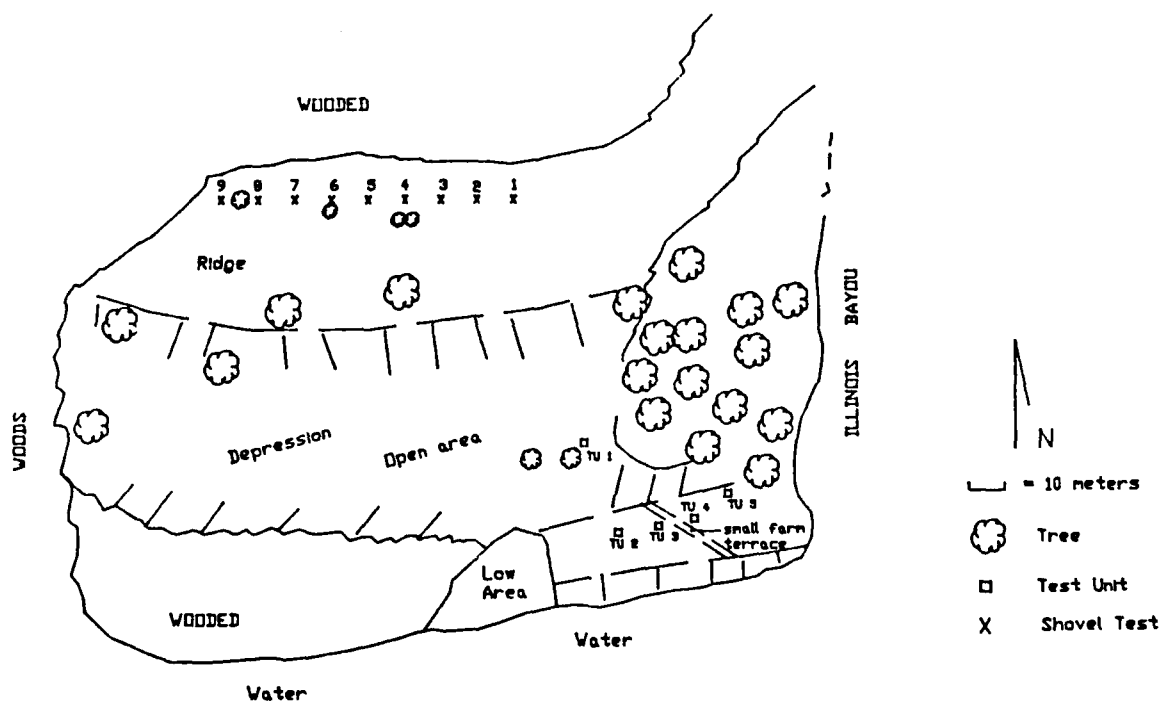 WOODED
9 8 7 6 5 4 3 2 1
x x x x x x x x x
Ridge
ILLINOIS BAYOU
WOODS
Depression
Open area
TU 1
N
= 10 meters
TU 4
TU 5
TU 2
TU 3
small farm
terrace
Tree
Low
Area
Test Unit
WOODED
X Shovel Test
Water
Water